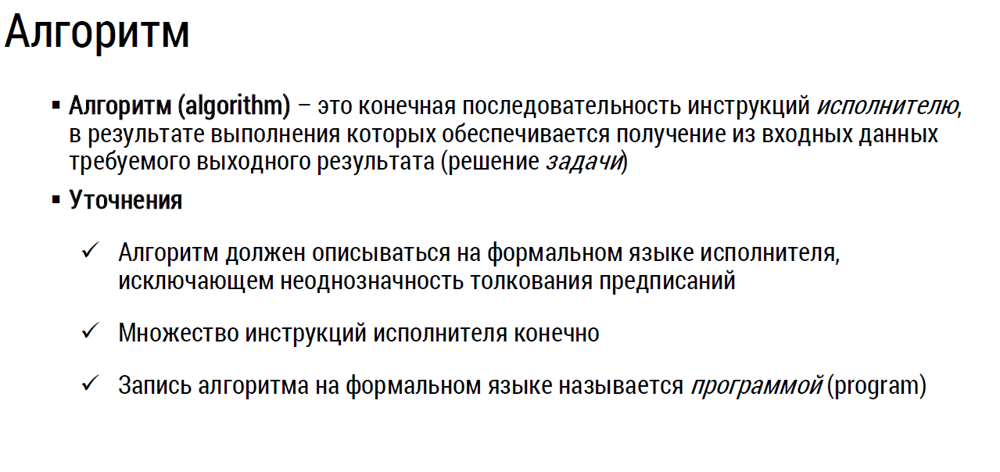 Алгоритм
▪ Алгоритм (algorithm) – это конечная последовательность инструкций исполнителю,
в результате выполнения которых обеспечивается получение из входных данных
требуемого выходного результата (решение задачи)
▪ Уточнения
✓ Алгоритм должен описываться на формальном языке исполнителя,
исключающем неоднозначность толкования предписаний
✓ Множество инструкций исполнителя конечно
✓ Запись алгоритма на формальном языке называется программой (program)